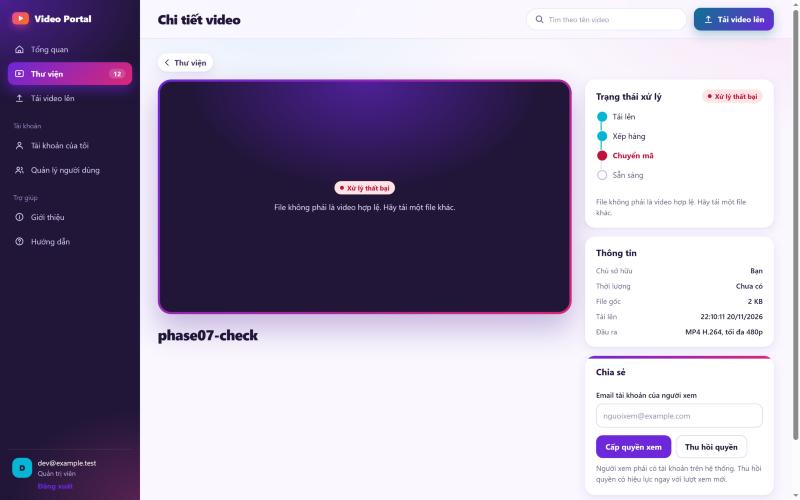 Video Portal
Tổng quan
Thư viện
12
Tải video lên
Tài khoản
Tài khoản của tôi
Quản lý người dùng
Trợ giúp
Giới thiệu
Hướng dẫn
D
dev@example.test
Quản trị viên
Đăng xuất
Chi tiết video
Tìm theo tên video
Tải video lên
Thư viện
Xử lý thất bại
File không phải là video hợp lệ. Hãy tải một file khác.
phase07-check
Trạng thái xử lý
Xử lý thất bại
Tải lên
Xếp hàng
Chuyển mã
Sẵn sàng
File không phải là video hợp lệ. Hãy tải một file
khác.
Thông tin
Chủ sở hữu
Bạn
Thời lượng
Chưa có
File gốc
2 KB
Tải lên
22:10:11 20/11/2026
Đầu ra
MP4 H.264, tối đa 480p
Chia sẻ
Email tài khoản của người xem
nguoixem@example.com
Cấp quyền xem
Thu hồi quyền
Người xem phải có tài khoản trên hệ thống. Thu hồi
quyền có hiệu lực ngay với lượt xem mới.